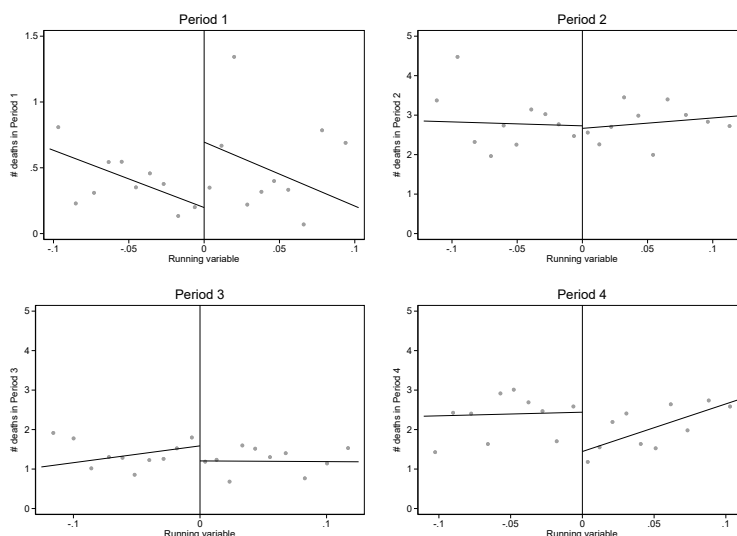 Period 1
# deaths in Period 1
1.5
1
.5
0
-.1 -.05 0 .05 .1
Running variable
Period 2
# deaths in Period 2
5
4
3
2
1
0
-.1 -.05 0 .05 .1
Running variable
Period 3
# deaths in Period 3
5
4
3
2
1
0
-.1 0 .1
Running variable
Period 4
# deaths in Period 4
5
4
3
2
1
0
-.1 -.05 0 .05 .1
Running variable